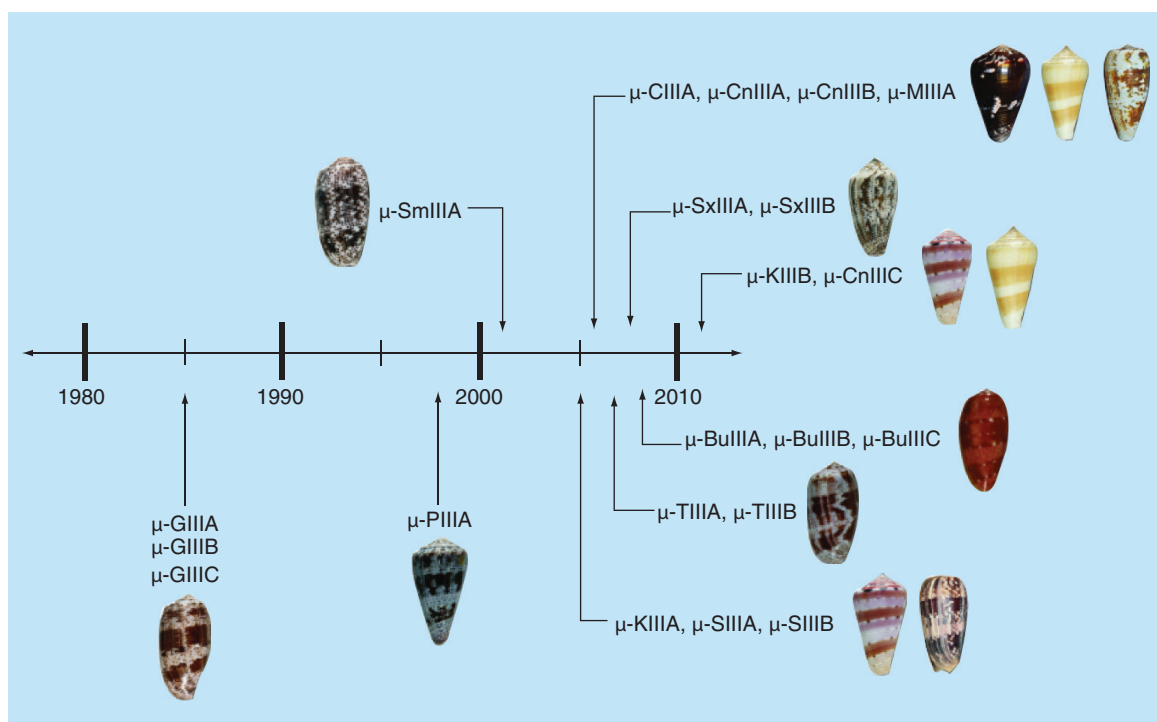 μ-CIIIA, μ-CnIIIA, μ-CnIIIB, μ-MIIIA
μ-SmIIIA
μ-SxIIIA, μ-SxIIIB
μ-KIIIB, μ-CnIIIC
1980
1990
2000
2010
μ-BuIIIA, μ-BuIIIB, μ-BuIIIC
μ-TIIIA, μ-TIIIB
μ-GIIIA
μ-GIIIB
μ-GIIIC
μ-PIIIA
μ-KIIIA, μ-SIIIA, μ-SIIIB